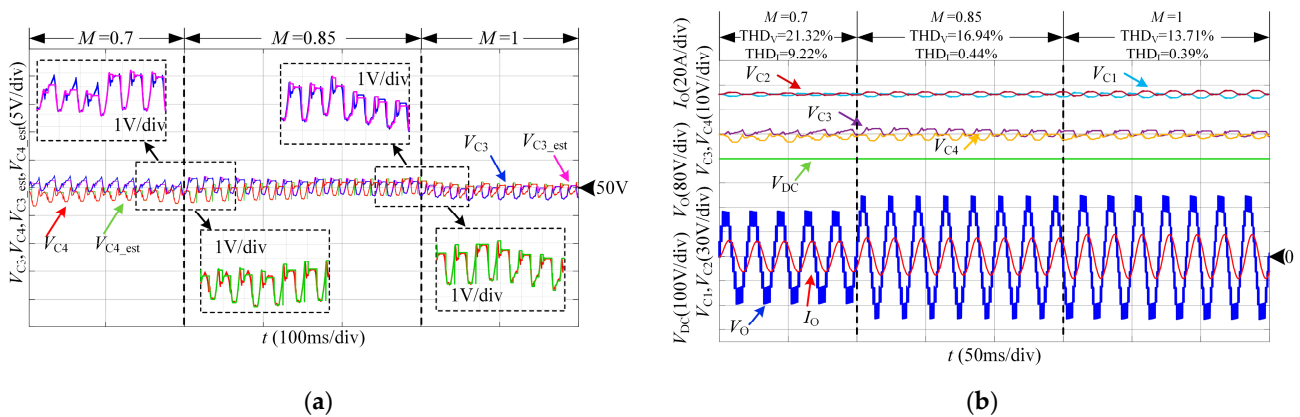 M=0.7
M=0.85
M=1
V_C3,V_C4,V_C3_est,V_C4_est(5V/div)
1V/div
1V/div
V_C3
V_C3_est
50V
V_C4
V_C4_est
1V/div
1V/div
t (100ms/div)
(a)
M=0.7
M=0.85
M=1
THD_V=21.32%
THD_V=16.94%
THD_V=13.71%
THD_I=9.22%
THD_I=0.44%
THD_I=0.39%
V_DC(100V/div) V_O(80V/div) I_O(20A/div)
V_C1,V_C2(30V/div) V_C3,V_C4(10V/div)
V_C2
V_C1
V_C3
V_C4
V_DC
0
V_O
I_O
t (50ms/div)
(b)